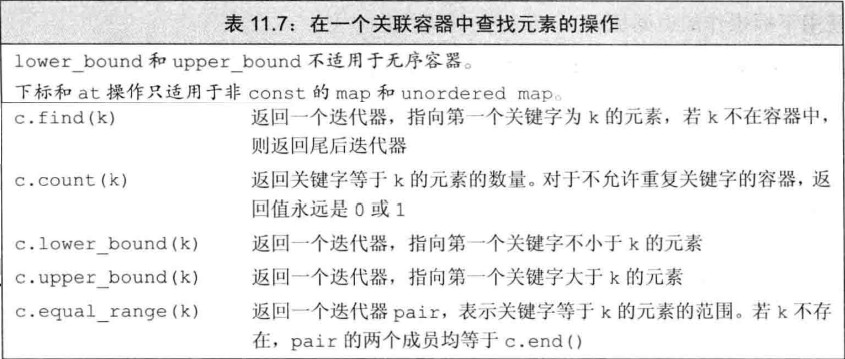 表 11.7：在一个关联容器中查找元素的操作
lower_bound 和 upper_bound 不适用于无序容器。
下标和 at 操作只适用于非 const 的 map 和 unordered_map。
c.find(k) 返回一个迭代器，指向第一个关键字为 k 的元素，若 k 不在容器中，
则返回尾后迭代器
c.count(k) 返回关键字等于 k 的元素的数量。对于不允许重复关键字的容器，返
回值永远是 0 或 1
c.lower_bound(k) 返回一个迭代器，指向第一个关键字不小于 k 的元素
c.upper_bound(k) 返回一个迭代器，指向第一个关键字大于 k 的元素
c.equal_range(k) 返回一个迭代器 pair，表示关键字等于 k 的元素的范围。若 k 不存
在，pair 的两个成员均等于 c.end()